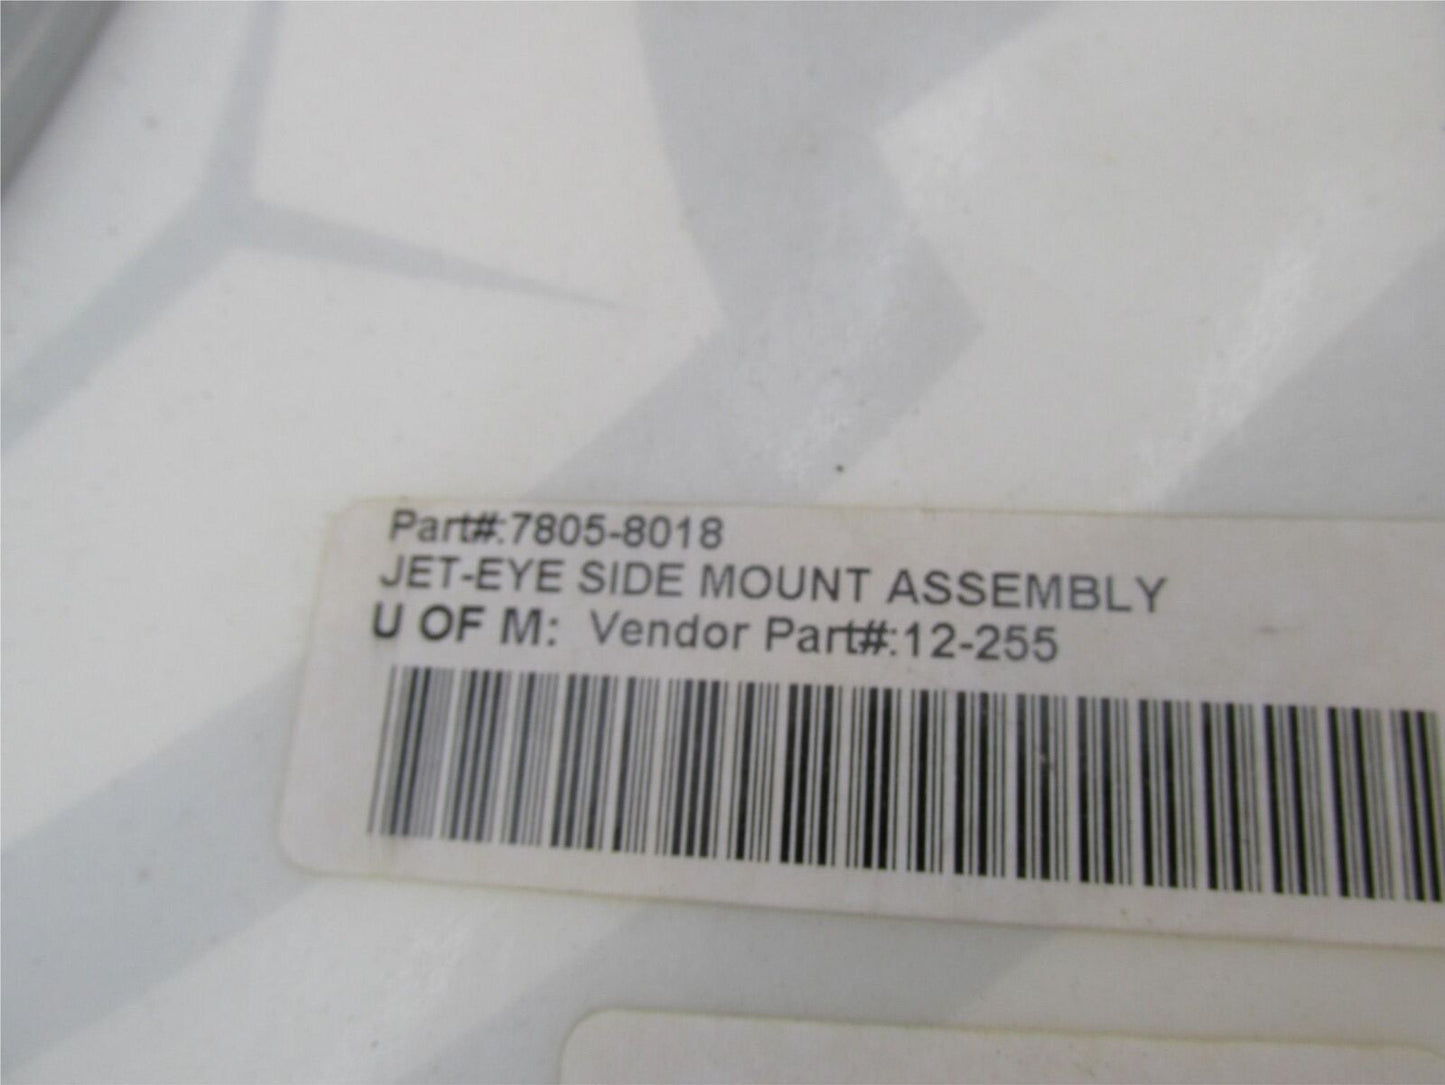 Part#:7805-8018
JET-EYE SIDE MOUNT ASSEMBLY
U OF M: Vendor Part#:12-255